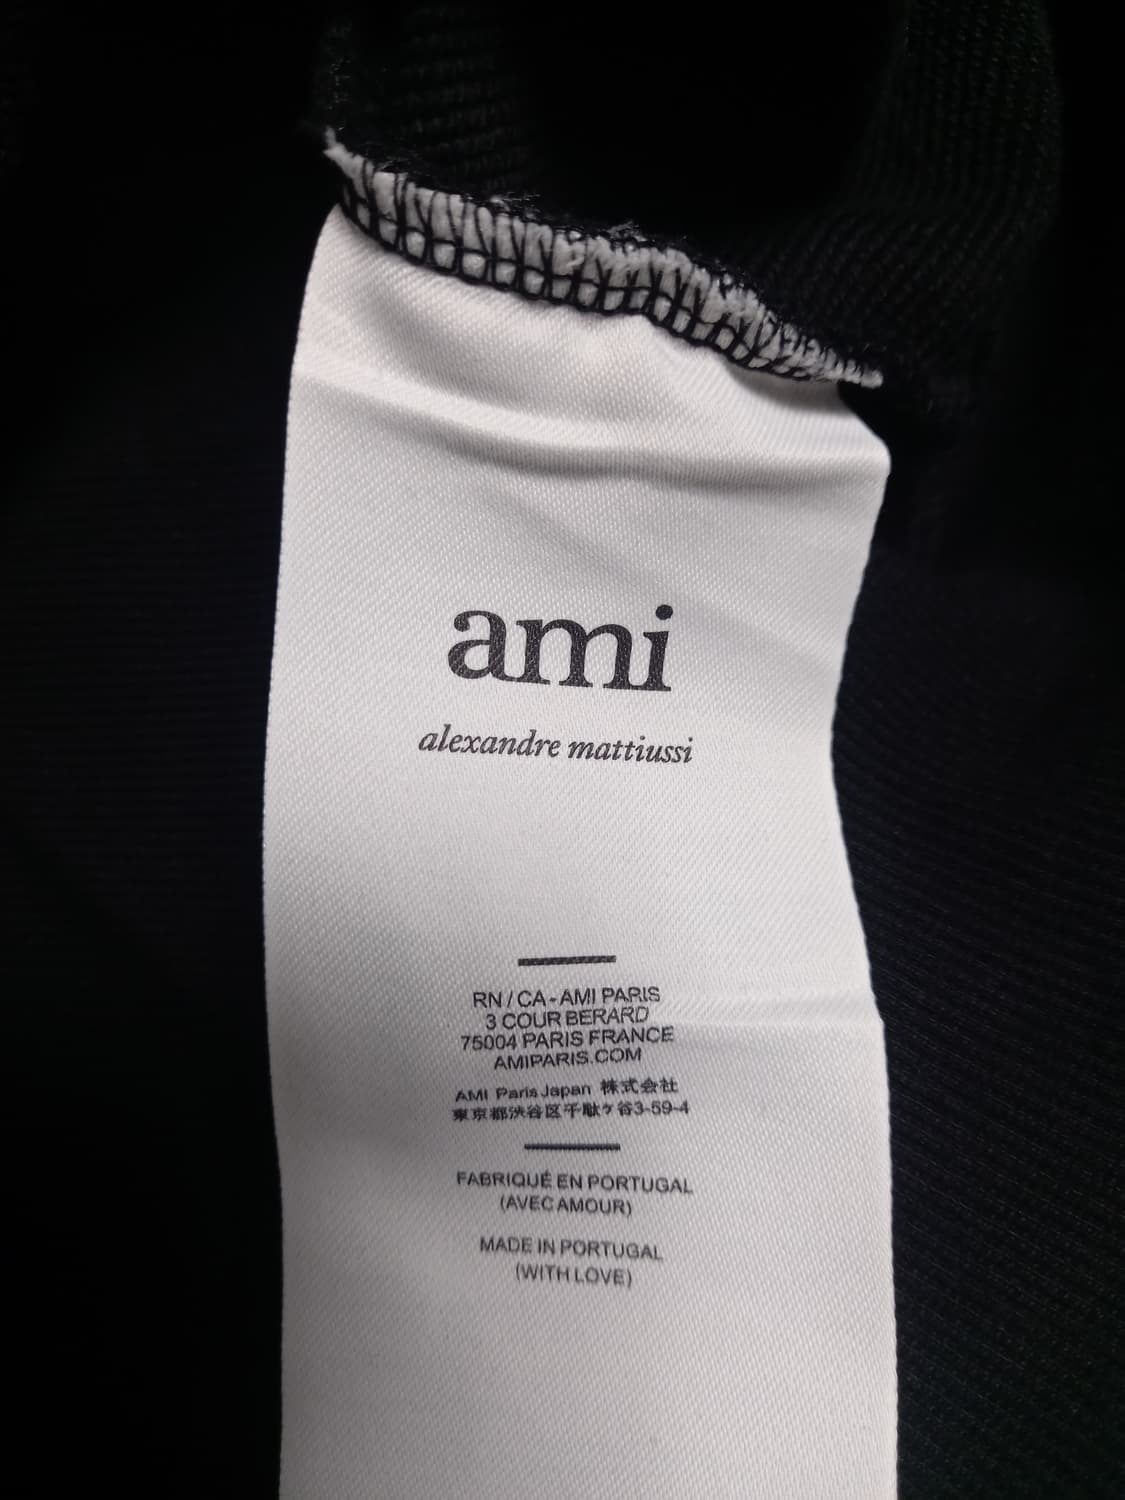 ami
alexandre mattiussi
RN / CA - AMI PARIS
3 COUR BERARD
75004 PARIS FRANCE
AMIPARIS.COM
AMI Paris Japan 株式会社
東京都渋谷区千駄ヶ谷3-59-4
FABRIQUÉ EN PORTUGAL
(AVEC AMOUR)
MADE IN PORTUGAL
(WITH LOVE)